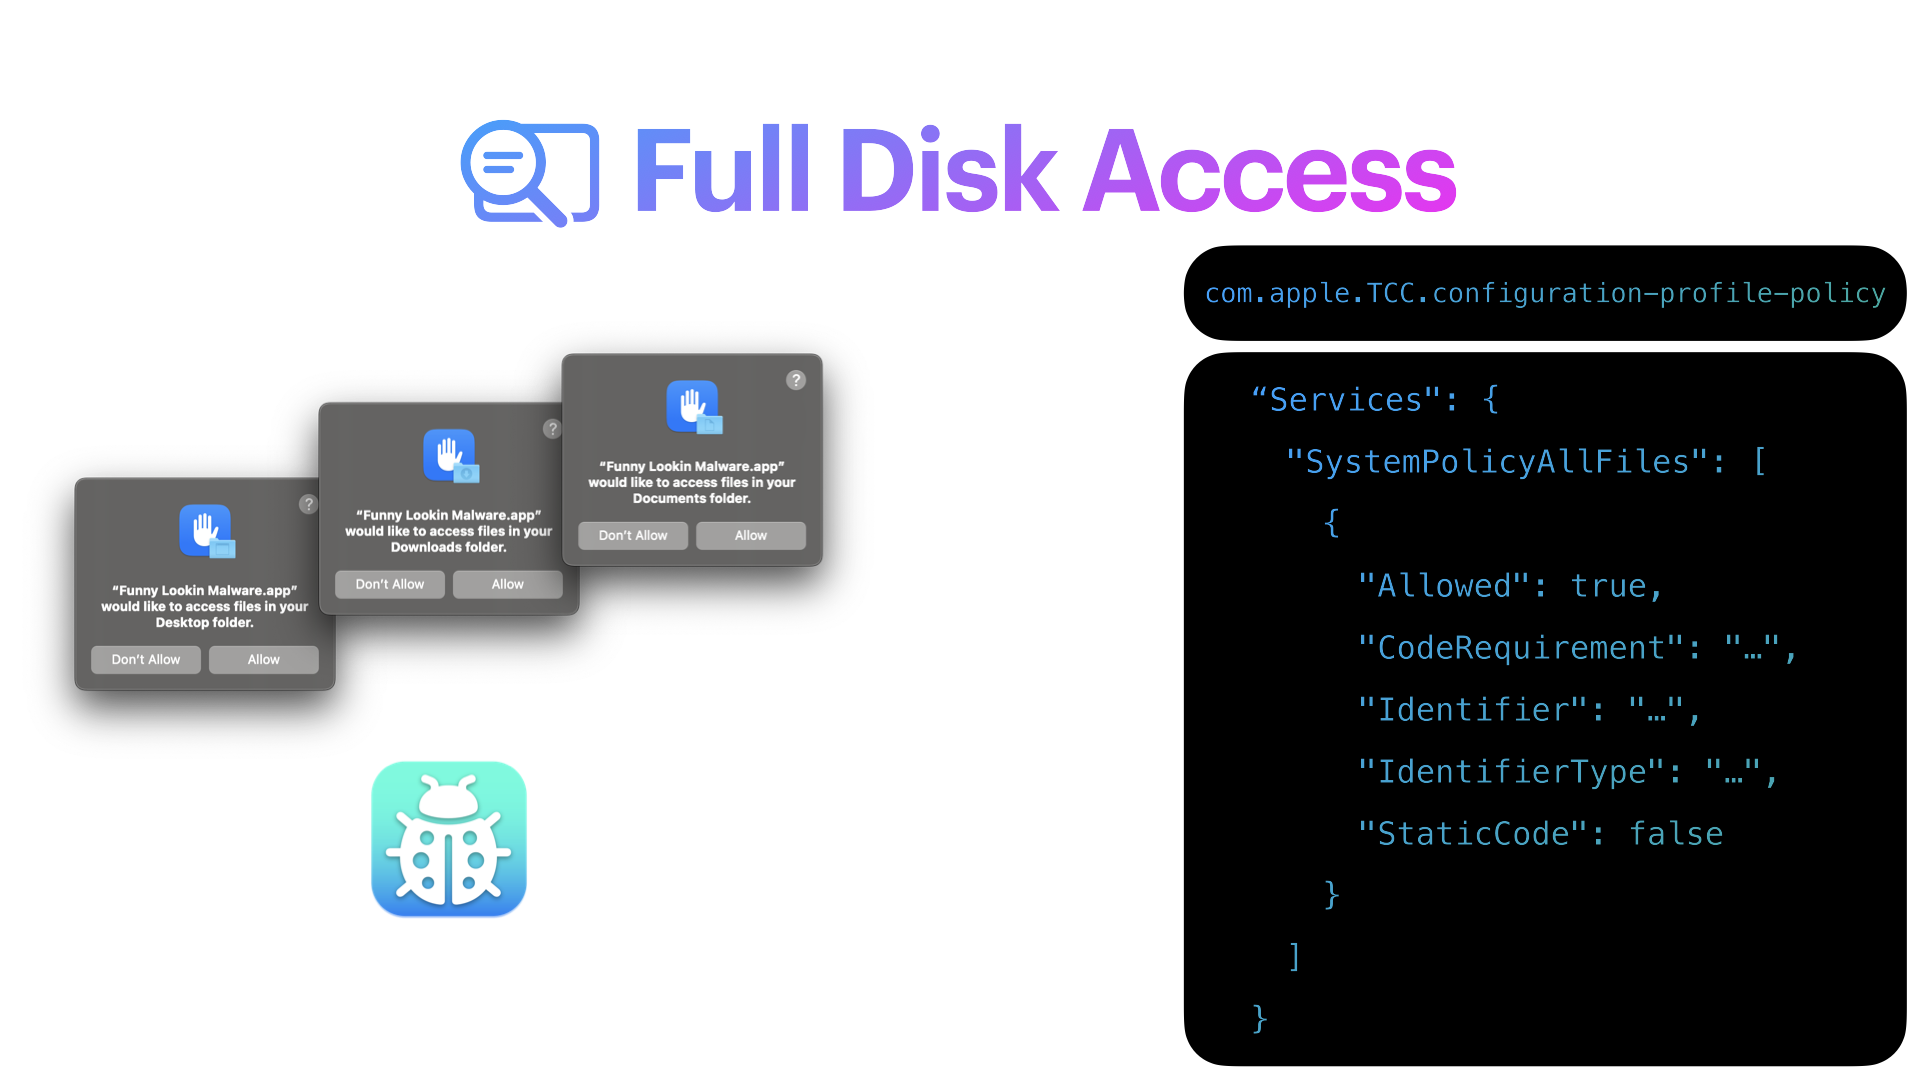 Full Disk Access
?
“Funny Lookin Malware.app”
would like to access files in your
Desktop folder.
Don’t Allow
Allow
?
“Funny Lookin Malware.app”
would like to access files in your
Downloads folder.
Don’t Allow
Allow
?
“Funny Lookin Malware.app”
would like to access files in your
Documents folder.
Don’t Allow
Allow
com.apple.TCC.configuration-profile-policy
“Services": {
"SystemPolicyAllFiles": [
{
"Allowed": true,
"CodeRequirement": "…",
"Identifier": "…",
"IdentifierType": "…",
"StaticCode": false
}
]
}